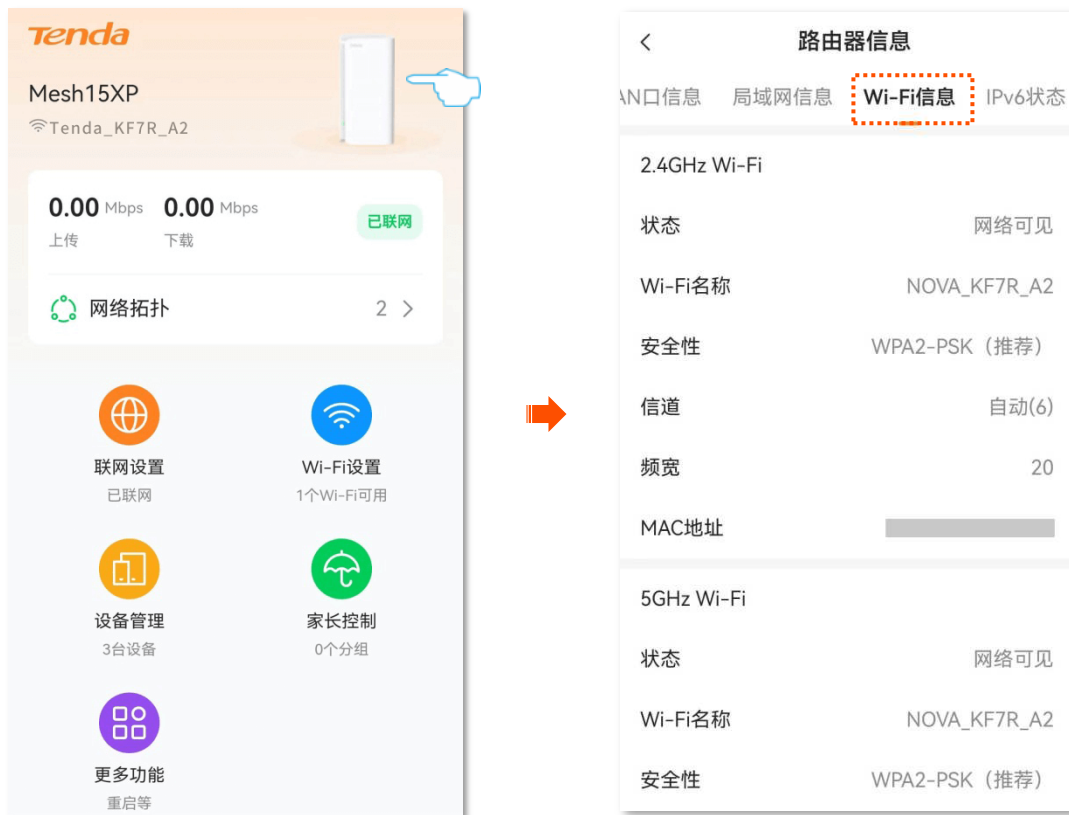 Tenda
Mesh15XP
Tenda_KF7R_A2
0.00 Mbps 0.00 Mbps
上传 下载
已联网
网络拓扑 2
联网设置
已联网
Wi-Fi设置
1个Wi-Fi可用
设备管理
3台设备
家长控制
0个分组
更多功能
重启等
路由器信息
AN口信息 局域网信息 Wi-Fi信息 IPv6状态
2.4GHz Wi-Fi
状态 网络可见
Wi-Fi名称 NOVA_KF7R_A2
安全性 WPA2-PSK（推荐）
信道 自动(6)
频宽 20
MAC地址
5GHz Wi-Fi
状态 网络可见
Wi-Fi名称 NOVA_KF7R_A2
安全性 WPA2-PSK（推荐）